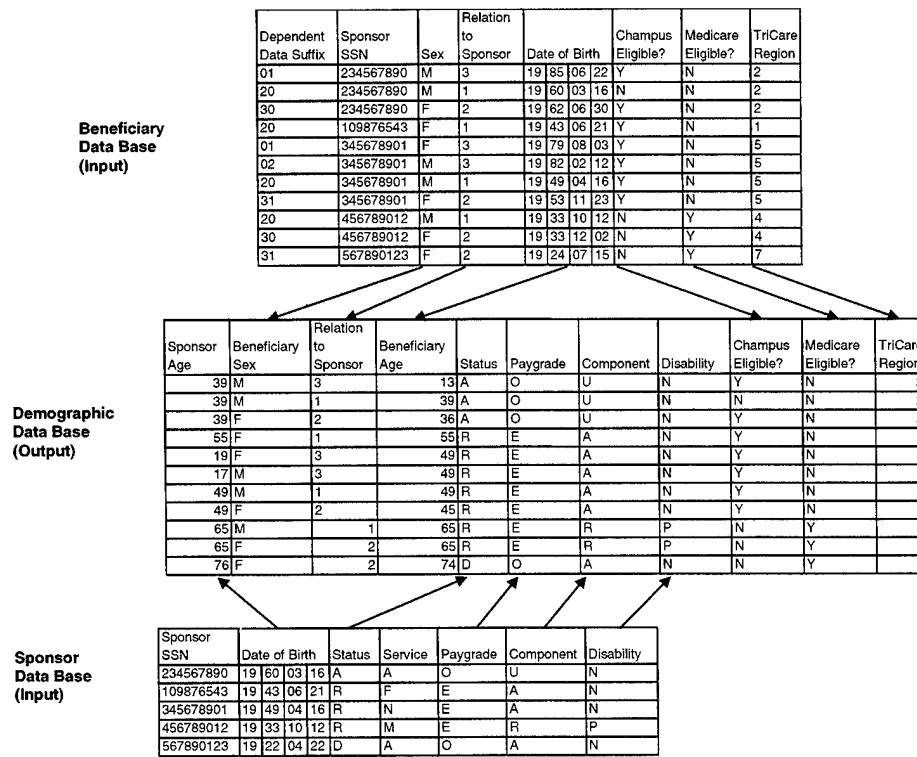 Beneficiary
Data Base
(Input)
Dependent Data Suffix | Sponsor SSN | Sex | Relation to Sponsor | Date of Birth | Champus Eligible? | Medicare Eligible? | TriCare Region
01 | 234567890 | M | 3 | 19 85 06 22 | Y | N | 2
20 | 234567890 | M | 1 | 19 60 03 16 | N | N | 2
30 | 234567890 | F | 2 | 19 62 06 30 | Y | N | 2
20 | 109876543 | F | 1 | 19 43 06 21 | Y | N | 1
01 | 345678901 | F | 3 | 19 79 08 03 | Y | N | 5
02 | 345678901 | M | 3 | 19 82 02 12 | Y | N | 5
20 | 345678901 | M | 1 | 19 49 04 16 | Y | N | 5
31 | 345678901 | F | 2 | 19 53 11 23 | Y | N | 5
20 | 456789012 | M | 1 | 19 33 10 12 | N | Y | 4
30 | 456789012 | F | 2 | 19 33 12 02 | N | Y | 4
31 | 567890123 | F | 2 | 19 24 07 15 | N | Y | 7
Demographic
Data Base
(Output)
Sponsor Age | Beneficiary Sex | Relation to Sponsor | Beneficiary Age | Status | Paygrade | Component | Disability | Champus Eligible? | Medicare Eligible? | TriCare Region
39 | M | 3 | 13 | A | O | U | N | Y | N
39 | M | 1 | 39 | A | O | U | N | N | N
39 | F | 2 | 36 | A | O | U | N | Y | N
55 | F | 1 | 55 | R | E | A | N | Y | N
19 | F | 3 | 49 | R | E | A | N | Y | N
17 | M | 3 | 49 | R | E | A | N | Y | N
49 | M | 1 | 49 | R | E | A | N | Y | N
49 | F | 2 | 45 | R | E | A | N | Y | N
65 | M | 1 | 65 | R | E | R | P | N | Y
65 | F | 2 | 65 | R | E | R | P | N | Y
76 | F | 2 | 74 | D | O | A | N | N | Y
Sponsor
Data Base
(Input)
Sponsor SSN | Date of Birth | Status | Service | Paygrade | Component | Disability
234567890 | 19 60 03 16 | A | A | O | U | N
109876543 | 19 43 06 21 | R | F | E | A | N
345678901 | 19 49 04 16 | R | N | E | A | N
456789012 | 19 33 10 12 | R | M | E | R | P
567890123 | 19 22 04 22 | D | A | O | A | N